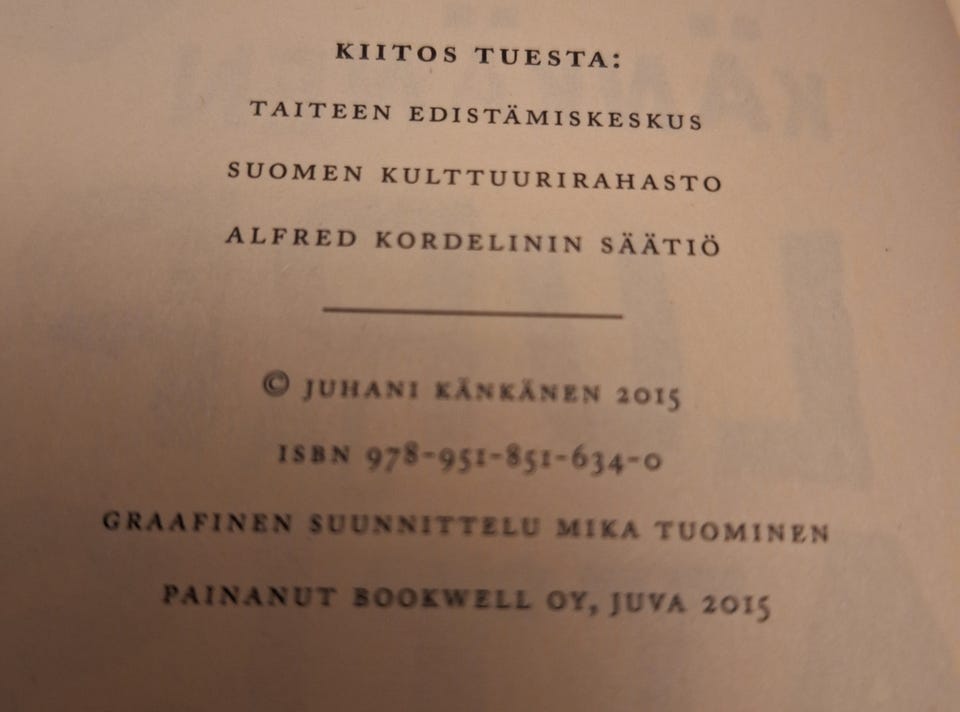 KIITOS TUESTA:
TAITEEN EDISTÄMISKESKUS
SUOMEN KULTTUURIRAHASTO
ALFRED KORDELININ SÄÄTIÖ
© JUHANI KÄNKÄNEN 2015
ISBN 978-951-851-634-0
GRAAFINEN SUUNNITTELU MIKA TUOMINEN
PAINANUT BOOKWELL OY, JUVA 2015